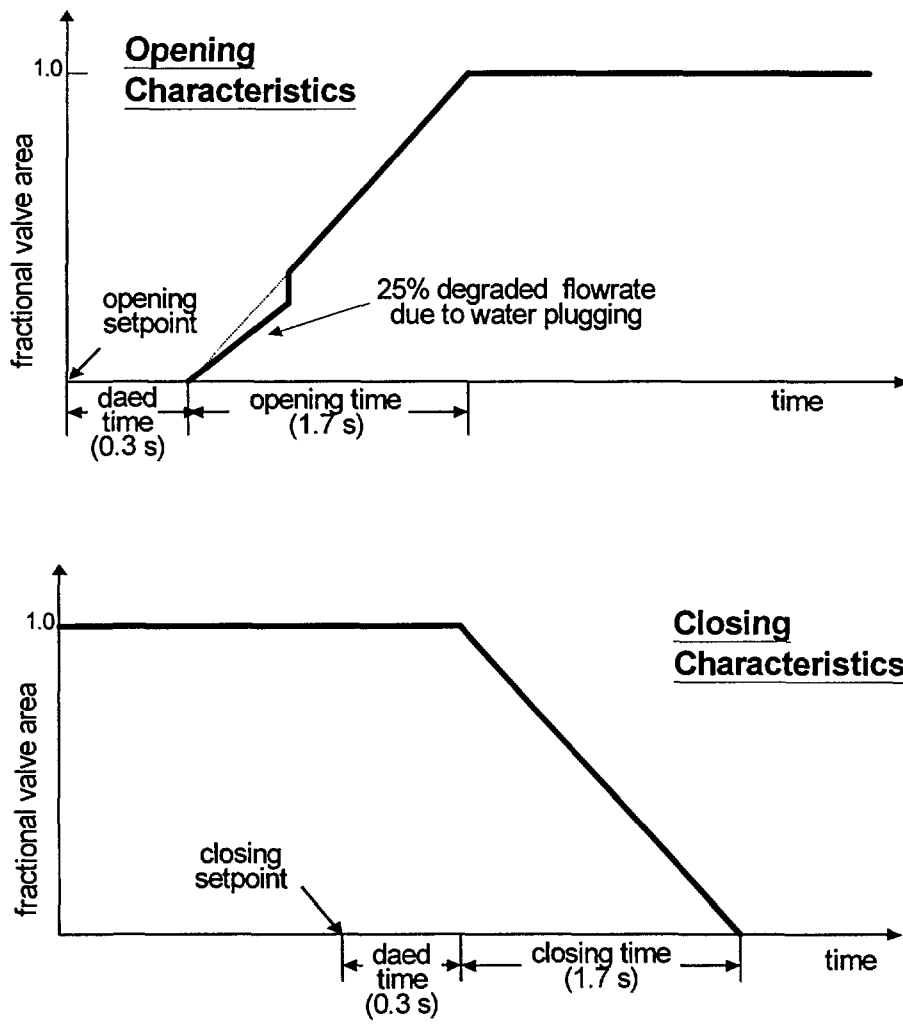 Opening
Characteristics
1.0
fractional valve area
opening
setpoint
25% degraded flowrate
due to water plugging
daed
time
(0.3 s)
opening time
(1.7 s)
time
1.0
Closing
Characteristics
fractional valve area
closing
setpoint
daed
time
(0.3 s)
closing time
(1.7 s)
time